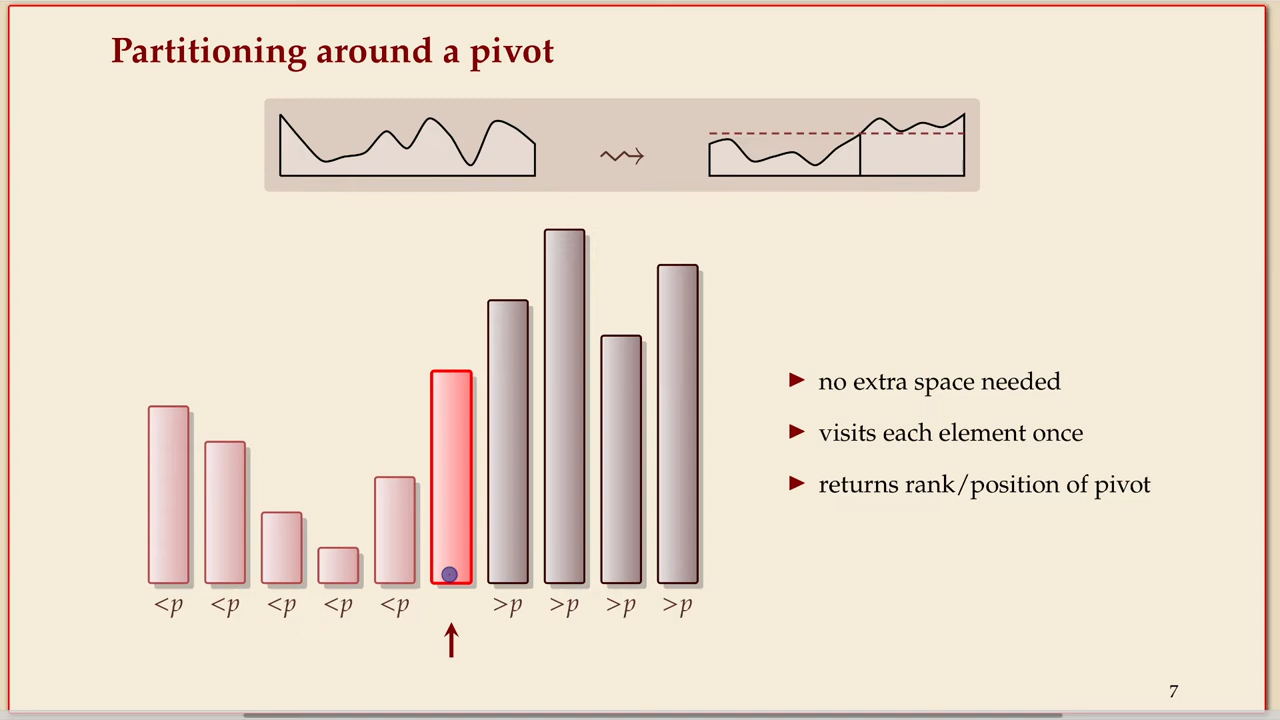 Partitioning around a pivot
▶ no extra space needed
▶ visits each element once
▶ returns rank/position of pivot
<p <p <p <p <p >p >p >p >p
7